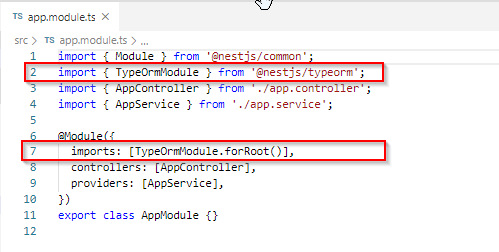 TS app.module.ts ×
src > TS app.module.ts > ...
1 import { Module } from '@nestjs/common';
2 import { TypeOrmModule } from '@nestjs/typeorm';
3 import { AppController } from './app.controller';
4 import { AppService } from './app.service';
5
6 @Module({
7 imports: [TypeOrmModule.forRoot()],
8 controllers: [AppController],
9 providers: [AppService],
10 })
11 export class AppModule {}
12